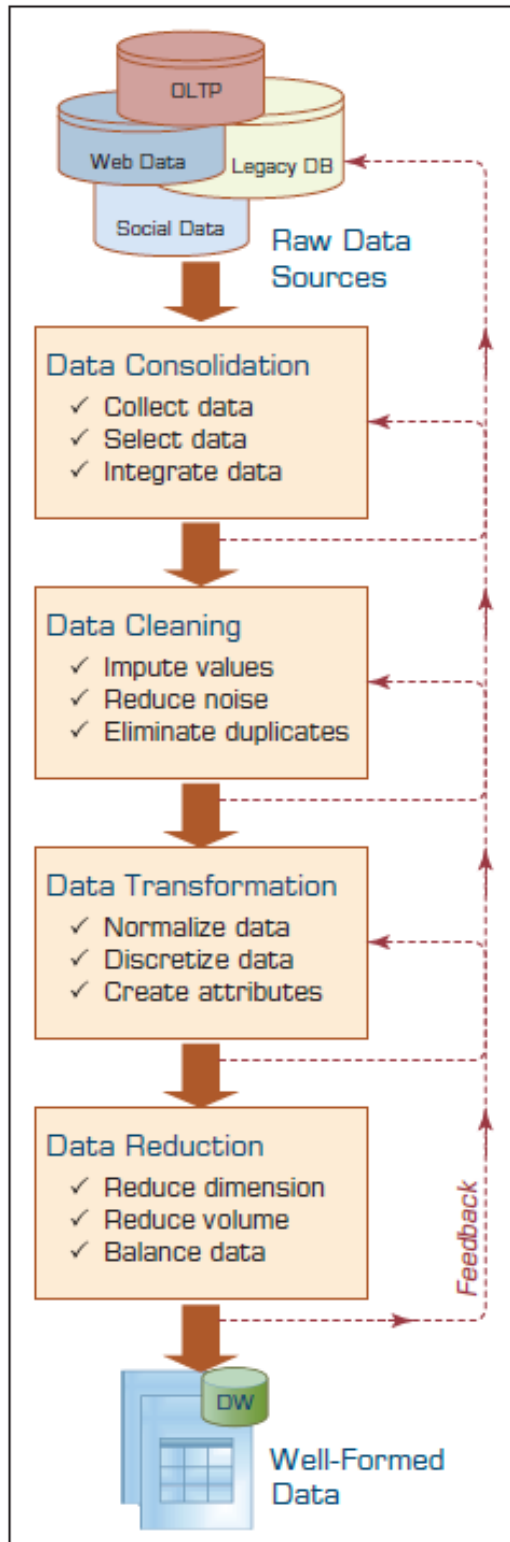 OLTP
Web Data
Legacy DB
Social Data
Raw Data
Sources
Data Consolidation
✓ Collect data
✓ Select data
✓ Integrate data
Data Cleaning
✓ Impute values
✓ Reduce noise
✓ Eliminate duplicates
Data Transformation
✓ Normalize data
✓ Discretize data
✓ Create attributes
Data Reduction
✓ Reduce dimension
✓ Reduce volume
✓ Balance data
Feedback
DW
Well-Formed
Data